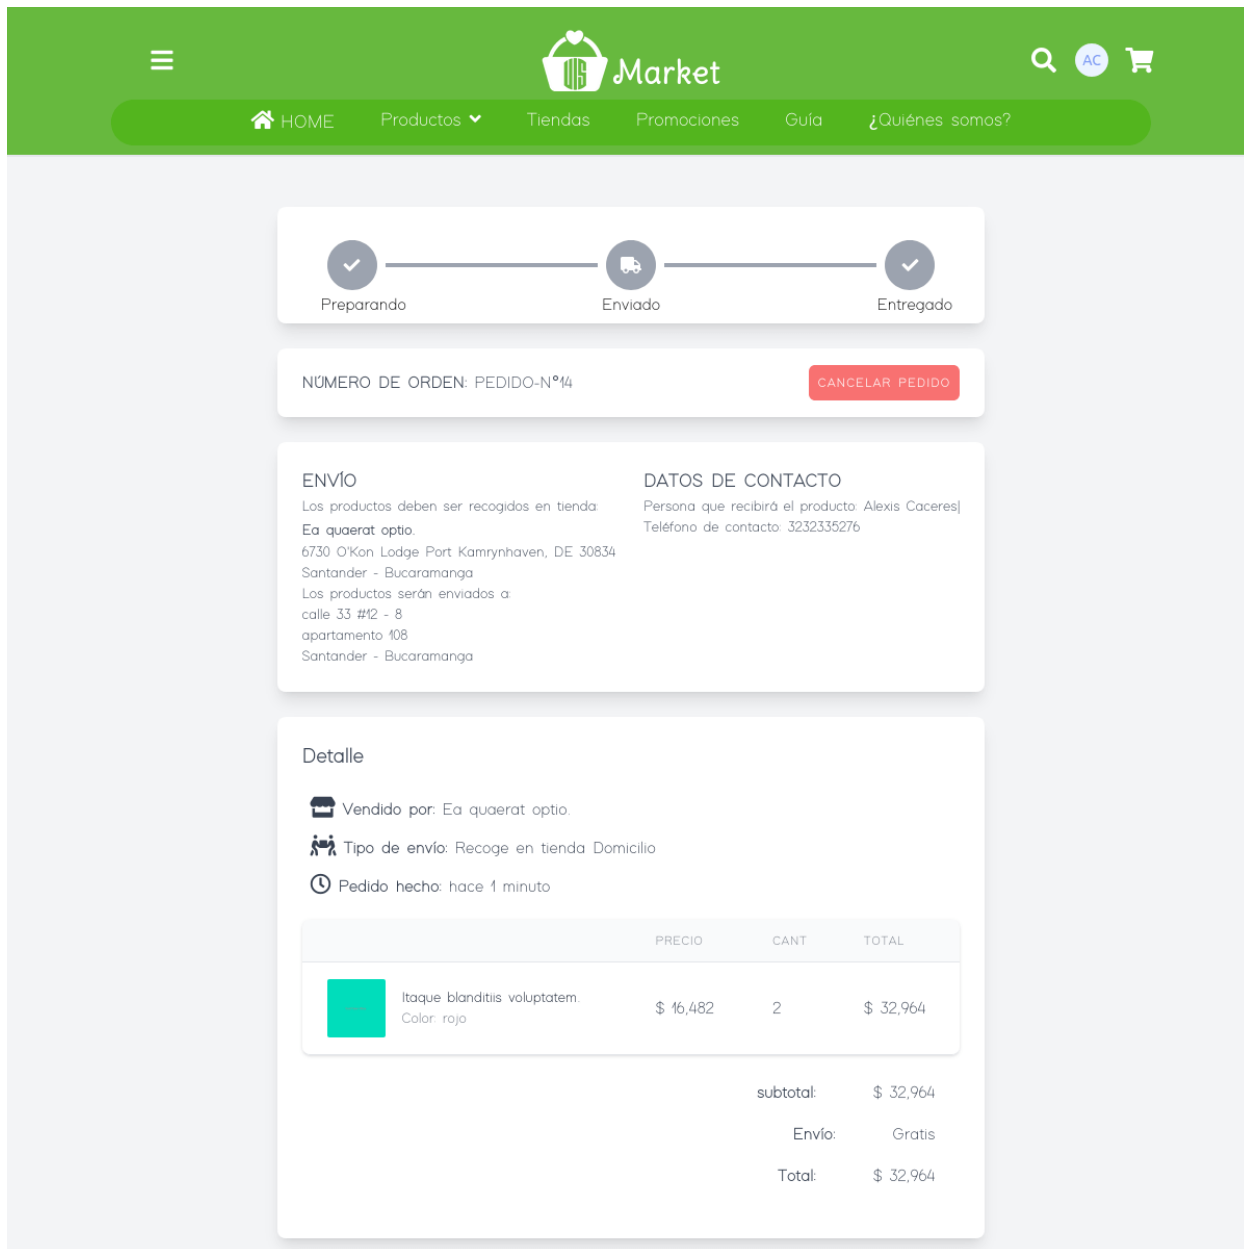 Market
AC
HOME Productos Tiendas Promociones Guía ¿Quiénes somos?
Preparando Enviado Entregado
NÚMERO DE ORDEN: PEDIDO-N°14
CANCELAR PEDIDO
ENVÍO
Los productos deben ser recogidos en tienda:
Ea quaerat optio.
6730 O'Kon Lodge Port Kamrynhaven, DE 30834
Santander - Bucaramanga
Los productos serán enviados a:
calle 33 #12 - 8
apartamento 108
Santander - Bucaramanga
DATOS DE CONTACTO
Persona que recibirá el producto: Alexis Caceres|
Teléfono de contacto: 3232335276
Detalle
Vendido por: Ea quaerat optio.
Tipo de envío: Recoge en tienda Domicilio
Pedido hecho: hace 1 minuto
PRECIO CANT TOTAL
Itaque blanditiis voluptatem.
Color: rojo
$ 16,482 2 $ 32,964
subtotal: $ 32,964
Envío: Gratis
Total: $ 32,964